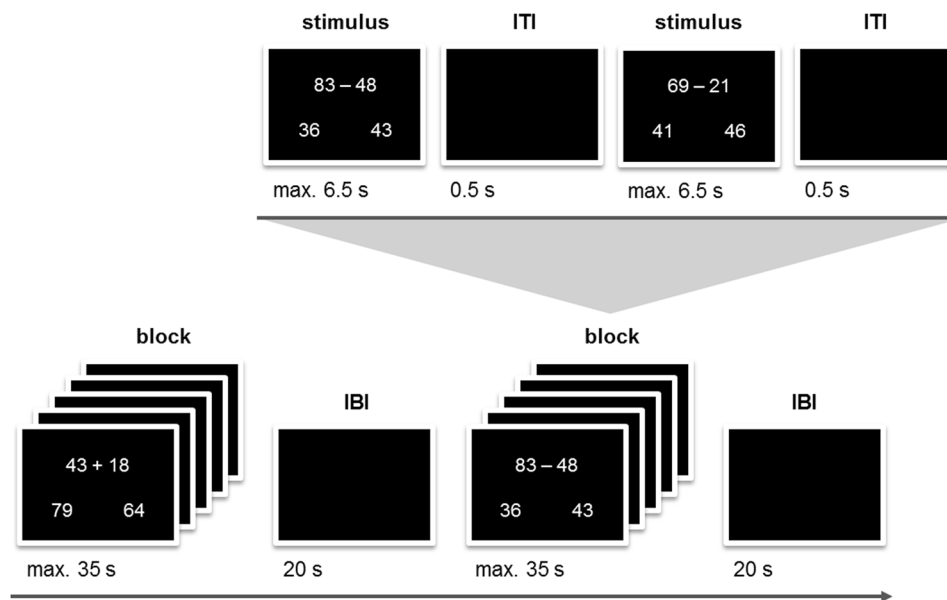 stimulus ITI stimulus ITI
83 – 48 69 – 21
36 43 41 46
max. 6.5 s 0.5 s max. 6.5 s 0.5 s
block block
IBI IBI
43 + 18 83 – 48
79 64 36 43
max. 35 s 20 s max. 35 s 20 s